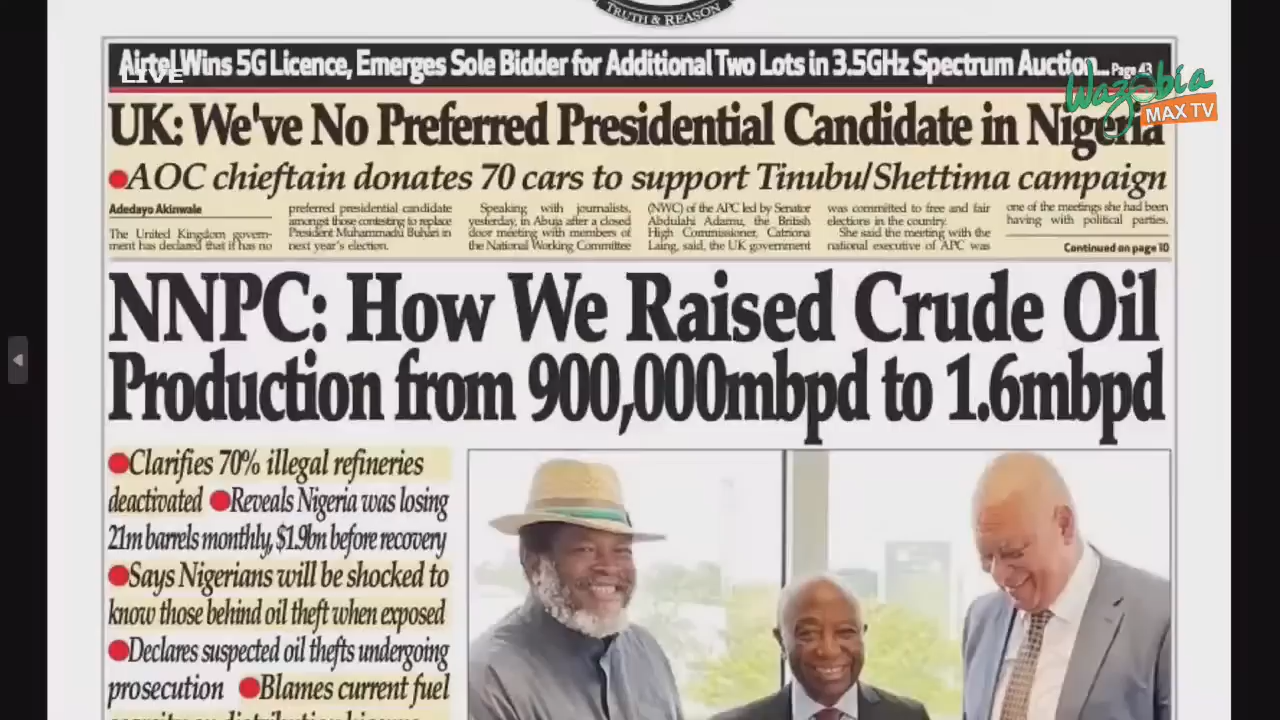 TRUTH & REASON
Airtel Wins 5G Licence, Emerges Sole Bidder for Additional Two Lots in 3.5GHz Spectrum Auction... Page 43
LIVE
Wazobia
MAX TV
UK: We've No Preferred Presidential Candidate in Nigeria
AOC chieftain donates 70 cars to support Tinubu/Shettima campaign
Adedayo Akinwale
The United Kingdom govern-
ment has declared that it has no
preferred presidential candidate
amongst those contesting to replace
President Muhammadu Buhari in
next year's election.
Speaking with journalists,
yesterday, in Abuja after a closed
door meeting with members of
the National Working Committee
(NWC) of the APC led by Senator
Abdulahi Adamu, the British
High Commissioner, Catriona
Laing, said, the UK government
was committed to free and fair
elections in the country.
She said the meeting with the
national executive of APC was
one of the meetings she had been
having with political parties.
Continued on page 10
NNPC: How We Raised Crude Oil
Production from 900,000mbpd to 1.6mbpd
Clarifies 70% illegal refineries
deactivated Reveals Nigeria was losing
21m barrels monthly, $1.9bn before recovery
Says Nigerians will be shocked to
know those behind oil theft when exposed
Declares suspected oil thefts undergoing
prosecution Blames current fuel